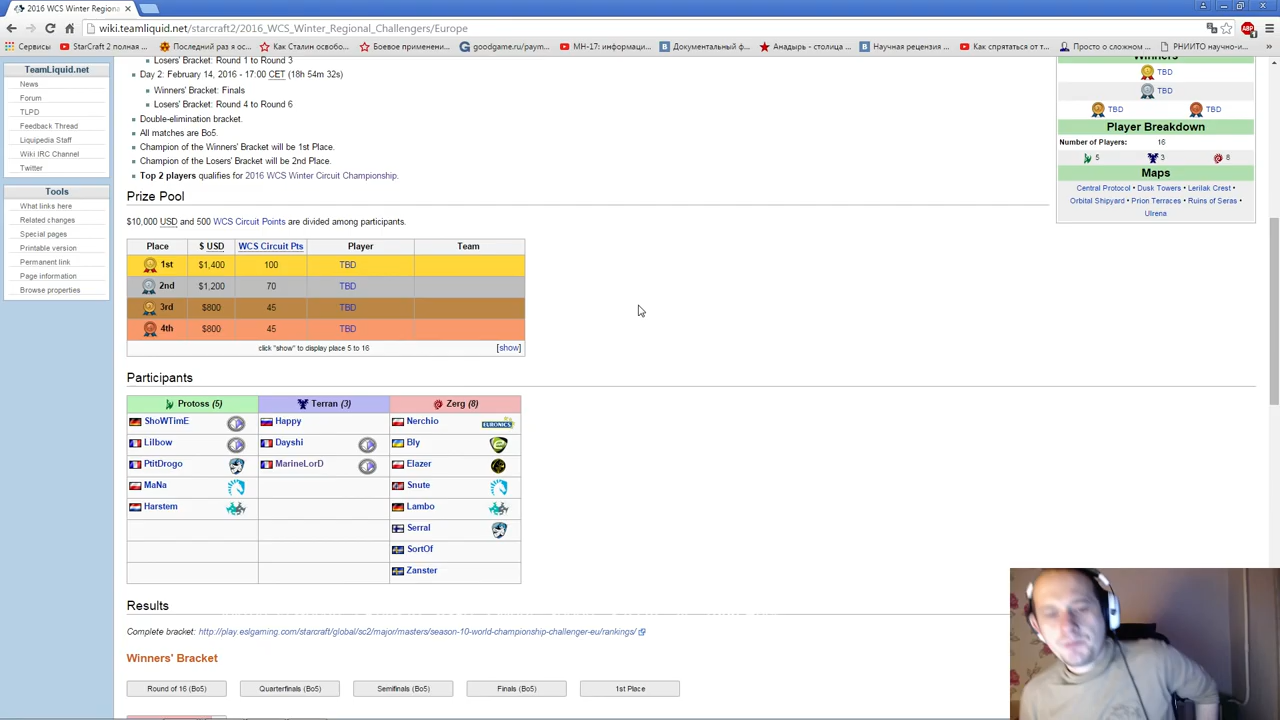 2016 WCS Winter Regiona
wiki.teamliquid.net/starcraft2/2016_WCS_Winter_Regional_Challengers/Europe
Сервисы StarCraft 2 полная ... Последний раз я ос... Как Сталин освобо... Боевое применени... goodgame.ru/paym... МН-17: информаци... Документальный ф... Анадырь - столица ... Научная рецензия ... Как спрятаться от т... Просто о сложном ... РНИИТО научно-и...
TeamLiquid.net
News
Forum
TLPD
Feedback Thread
Liquipedia Staff
Wiki IRC Channel
Twitter
Tools
What links here
Related changes
Special pages
Printable version
Permanent link
Page information
Browse properties
Losers' Bracket: Round 1 to Round 3
Day 2: February 14, 2016 - 17:00 CET (18h 54m 32s)
Winners' Bracket: Finals
Losers' Bracket: Round 4 to Round 6
Double-elimination bracket.
All matches are Bo5.
Champion of the Winners' Bracket will be 1st Place.
Champion of the Losers' Bracket will be 2nd Place.
Top 2 players qualifies for 2016 WCS Winter Circuit Championship.
Prize Pool
$10,000 USD and 500 WCS Circuit Points are divided among participants.
Place $ USD WCS Circuit Pts Player Team
1st $1,400 100 TBD
2nd $1,200 70 TBD
3rd $800 45 TBD
4th $800 45 TBD
click "show" to display place 5 to 16 [show]
Participants
Protoss (5) Terran (3) Zerg (8)
ShoWTimE Happy Nerchio EURONICS
Lilbow Dayshi Bly
PtitDrogo MarineLorD Elazer
MaNa Snute
Harstem Lambo
Serral
SortOf
Zanster
Results
Complete bracket: http://play.eslgaming.com/starcraft/global/sc2/major/masters/season-10-world-championship-challenger-eu/rankings/
Winners' Bracket
Round of 16 (Bo5) Quarterfinals (Bo5) Semifinals (Bo5) Finals (Bo5) 1st Place
Winners
TBD
TBD
TBD TBD
Player Breakdown
Number of Players: 16
5 3 8
Maps
Central Protocol • Dusk Towers • Lerilak Crest •
Orbital Shipyard • Prion Terraces • Ruins of Seras •
Ulrena
ABP